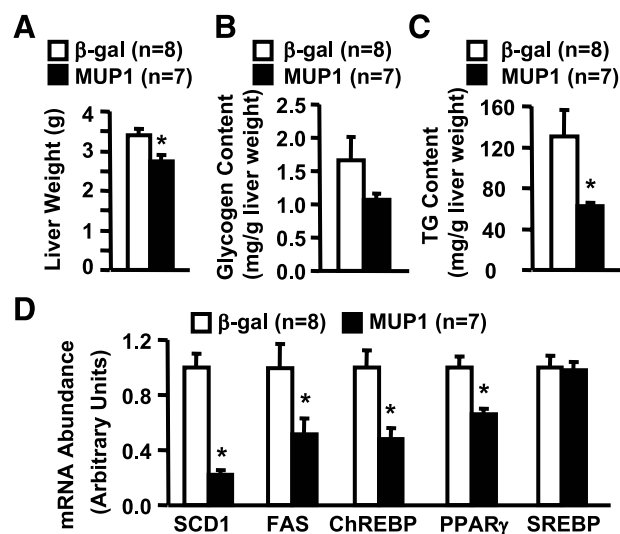 A
β-gal (n=8)
MUP1 (n=7)
Liver Weight (g)
4
3
2
1
0
*
B
β-gal (n=8)
MUP1 (n=7)
Glycogen Content
(mg/g liver weight)
2.5
2.0
1.5
1.0
0.5
0.0
C
β-gal (n=8)
MUP1 (n=7)
TG Content
(mg/g liver weight)
160
120
80
40
00
*
D
β-gal (n=8) MUP1 (n=7)
mRNA Abundance
(Arbitrary Units)
1.2
0.8
0.4
0.0
* * * *
SCD1 FAS ChREBP PPARγ SREBP